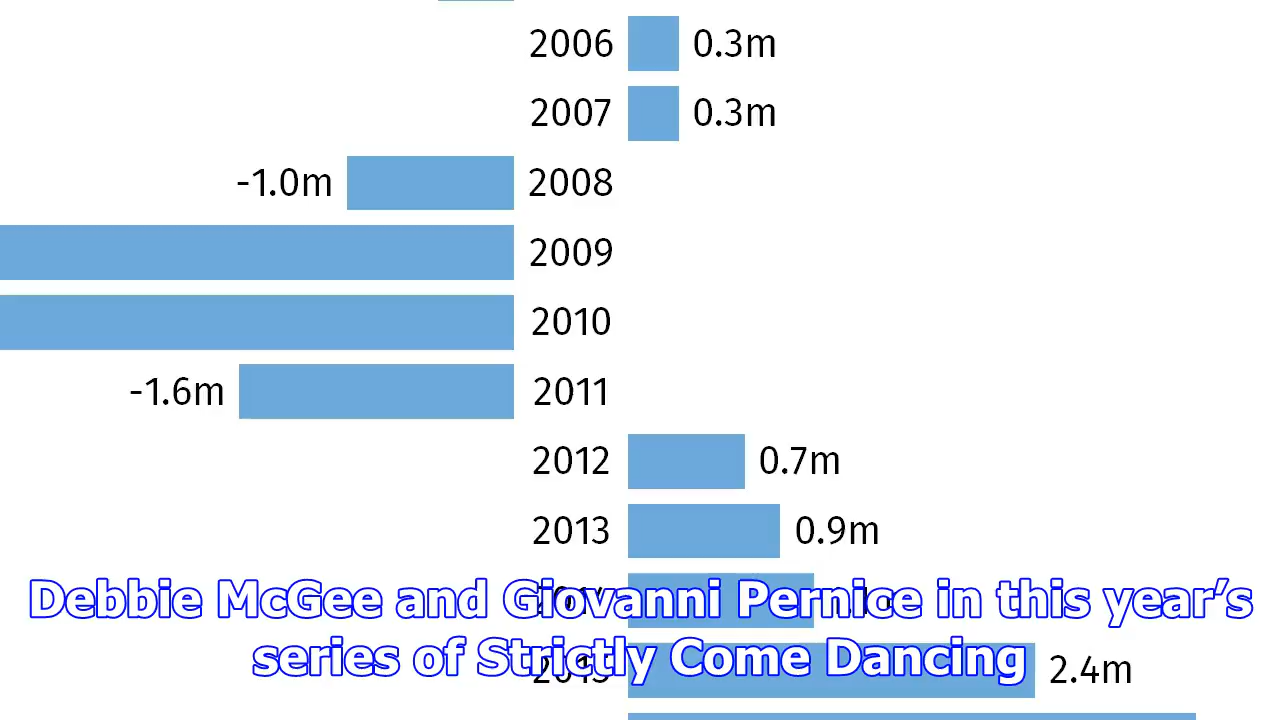 2006 0.3m
2007 0.3m
-1.0m 2008
2009
2010
-1.6m 2011
2012 0.7m
2013 0.9m
Debbie McGee and Giovanni Pernice in this year’s
series of Strictly Come Dancing
2.4m